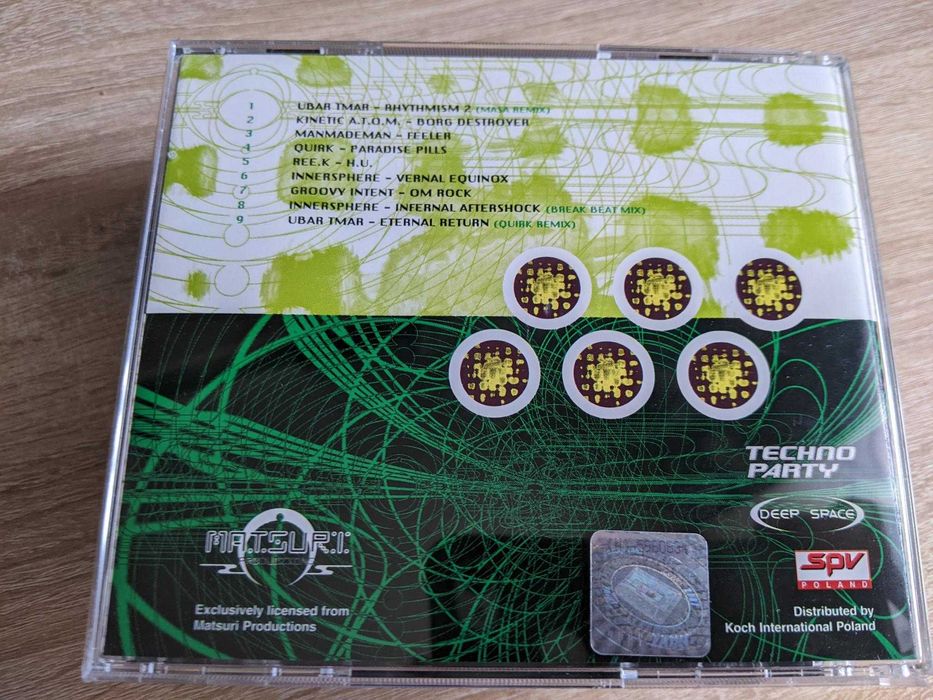 1 UBAR TMAR - RHYTHMISM 2 (MASA REMIX)
2 KINETIC A.T.O.M. - BORG DESTROYER
3 MANMADEMAN - FEELER
4 QUIRK - PARADISE PILLS
5 REE.K - H.U.
6 INNERSPHERE - VERNAL EQUINOX
7 GROOVY INTENT - OM ROCK
8 INNERSPHERE - INFERNAL AFTERSHOCK (BREAK BEAT MIX)
9 UBAR TMAR - ETERNAL RETURN (QUIRK REMIX)
TECHNO
PARTY
DEEP SPACE
M.A.T.S.U.R.I.
PRODUCTIONS
spv
POLAND
Exclusively licensed from
Matsuri Productions
Distributed by
Koch International Poland